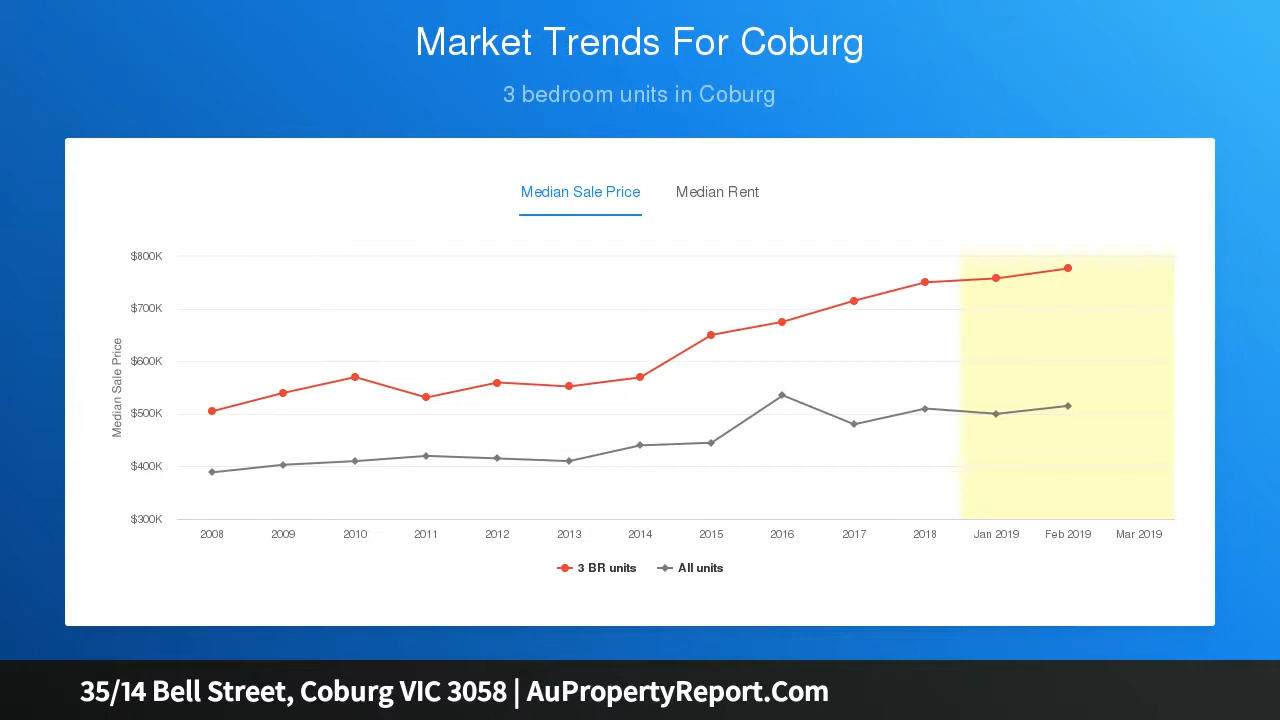 Market Trends For Coburg
3 bedroom units in Coburg
Median Sale Price Median Rent
Median Sale Price
$800K
$700K
$600K
$500K
$400K
$300K
2008 2009 2010 2011 2012 2013 2014 2015 2016 2017 2018 Jan 2019 Feb 2019 Mar 2019
3 BR units All units
35/14 Bell Street, Coburg VIC 3058 | AuPropertyReport.Com